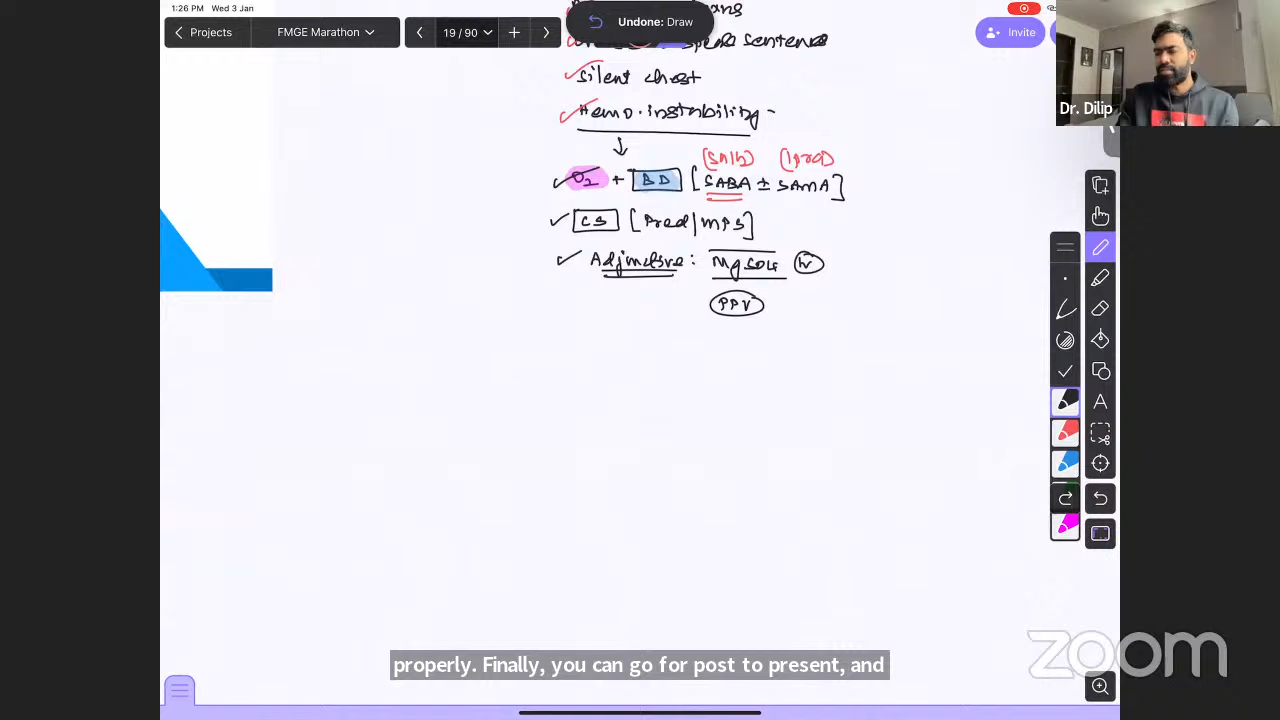 1:26 PM Wed 3 Jan
Projects
FMGE Marathon
19 / 90
Undone: Draw
Invite
sentence
Silent chest
Hemo. instability -
Dr. Dilip
(Salb) (Ipra)
O2 + BD [SABA ± SAMA]
CS [Pred/MPS]
Adjunctive: MgSO4 IV
PPV
properly. Finally, you can go for post to present, and
zoom